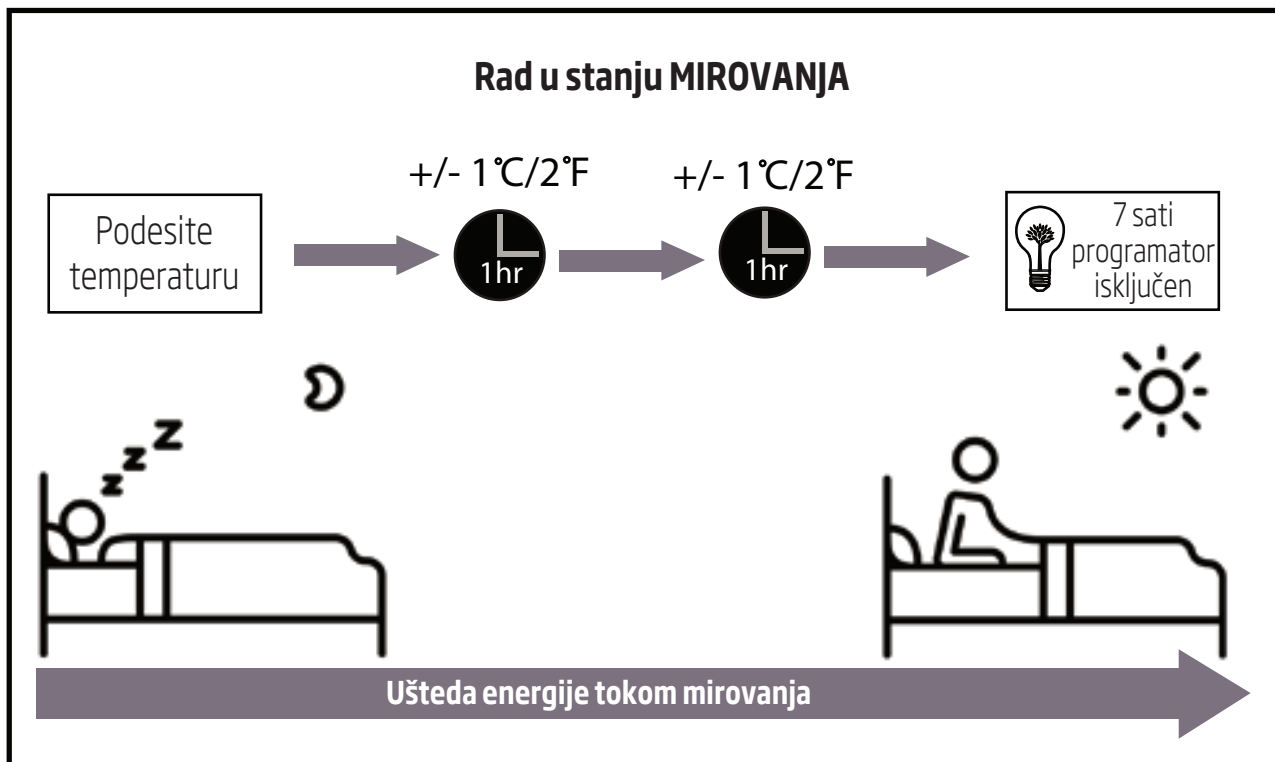 Rad u stanju MIROVANJA
+/- 1°C/2°F
+/- 1°C/2°F
Podesite
temperaturu
1hr
1hr
7 sati
programator
isključen
z z Z
Ušteda energije tokom mirovanja